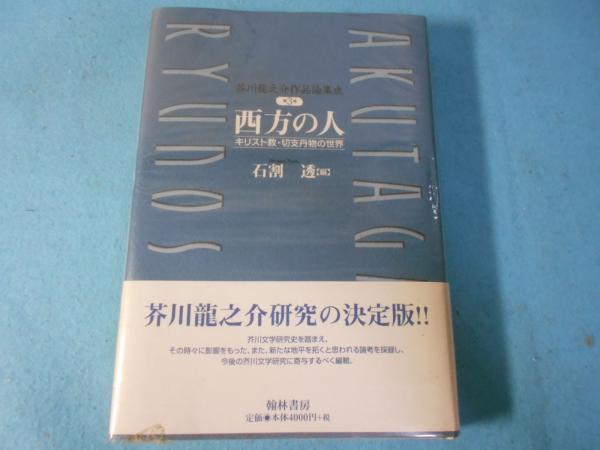 AKUTAGA
RYUNOS
芥川龍之介作品論集成
第3巻
西方の人
キリスト教・切支丹物の世界
石割 透【編】
芥川龍之介研究の決定版!!
芥川文学研究史を踏まえ、
その時々に影響をもった、また、新たな地平を拓くと思われる論考を採録し、
今後の芥川文学研究に寄与するべく編輯。
翰林書房
定価●本体4000円+税